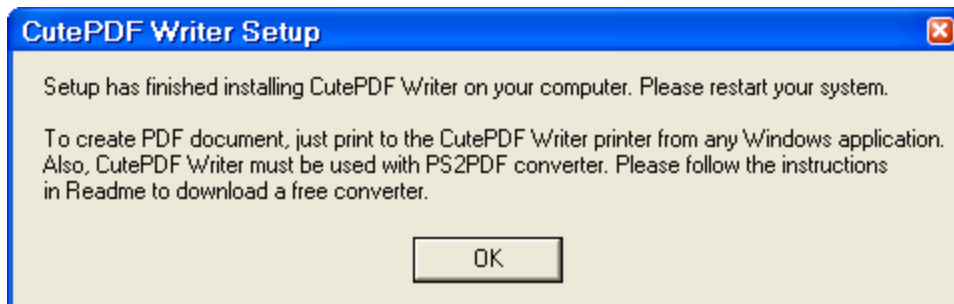 CutePDF Writer Setup
Setup has finished installing CutePDF Writer on your computer. Please restart your system.
To create PDF document, just print to the CutePDF Writer printer from any Windows application.
Also, CutePDF Writer must be used with PS2PDF converter. Please follow the instructions
in Readme to download a free converter.
OK